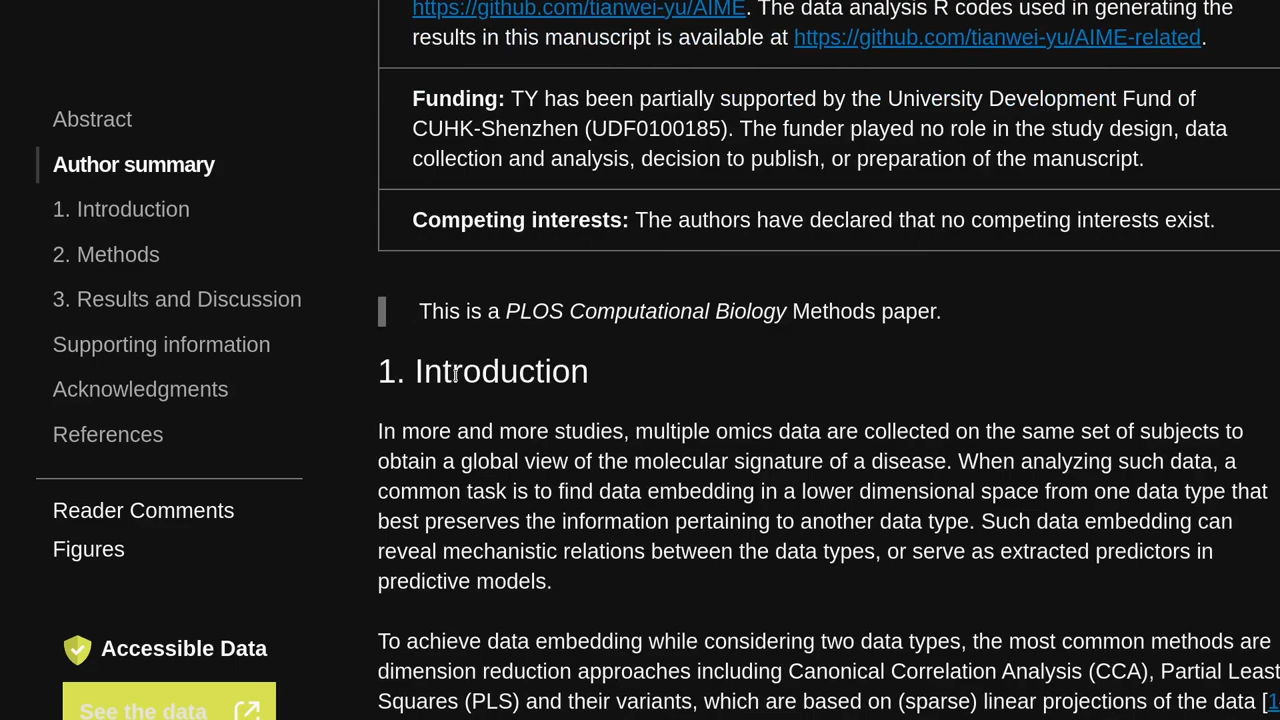 https://github.com/tianwei-yu/AIME. The data analysis R codes used in generating the
results in this manuscript is available at https://github.com/tianwei-yu/AIME-related.
Funding: TY has been partially supported by the University Development Fund of
CUHK-Shenzhen (UDF0100185). The funder played no role in the study design, data
collection and analysis, decision to publish, or preparation of the manuscript.
Competing interests: The authors have declared that no competing interests exist.
Abstract
Author summary
1. Introduction
2. Methods
3. Results and Discussion
Supporting information
Acknowledgments
References
Reader Comments
Figures
Accessible Data
See the data
This is a PLOS Computational Biology Methods paper.
1. Introduction
In more and more studies, multiple omics data are collected on the same set of subjects to
obtain a global view of the molecular signature of a disease. When analyzing such data, a
common task is to find data embedding in a lower dimensional space from one data type that
best preserves the information pertaining to another data type. Such data embedding can
reveal mechanistic relations between the data types, or serve as extracted predictors in
predictive models.
To achieve data embedding while considering two data types, the most common methods are
dimension reduction approaches including Canonical Correlation Analysis (CCA), Partial Least
Squares (PLS) and their variants, which are based on (sparse) linear projections of the data [1